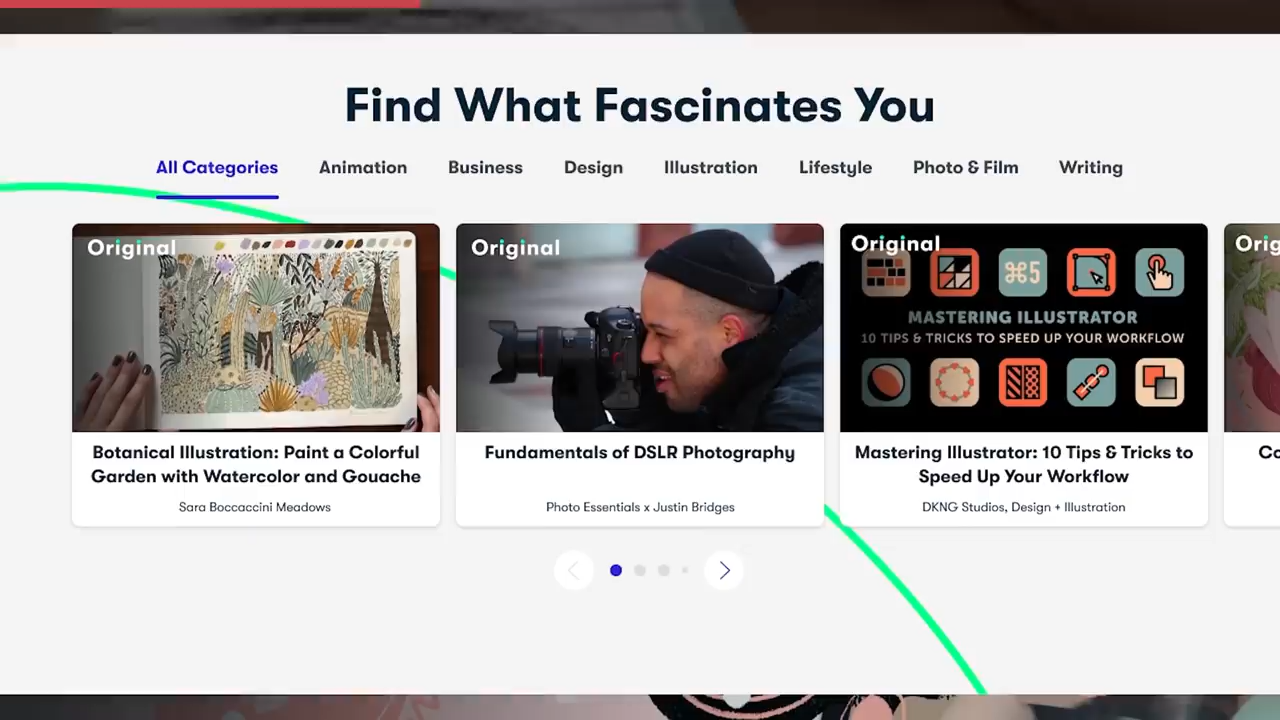 Find What Fascinates You
All Categories Animation Business Design Illustration Lifestyle Photo & Film Writing
Original
Botanical Illustration: Paint a Colorful
Garden with Watercolor and Gouache
Sara Boccaccini Meadows
Original
Fundamentals of DSLR Photography
Photo Essentials x Justin Bridges
Original
⌘5
MASTERING ILLUSTRATOR
10 TIPS & TRICKS TO SPEED UP YOUR WORKFLOW
Mastering Illustrator: 10 Tips & Tricks to
Speed Up Your Workflow
DKNG Studios, Design + Illustration
Orig
Co